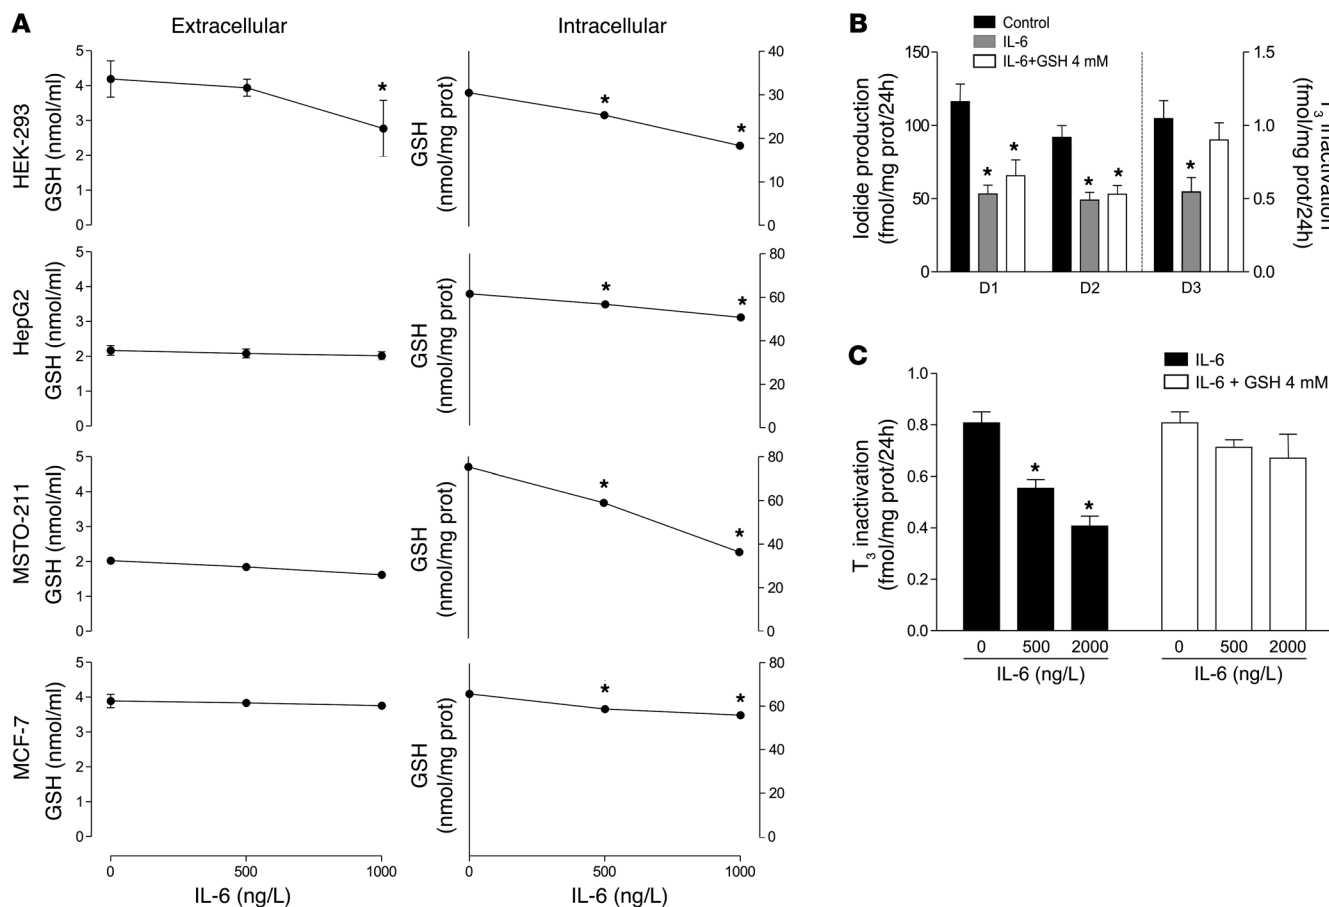 A
Extracellular
Intracellular
HEK-293
GSH (nmol/ml)
5
4
3
2
1
0
*
GSH
(nmol/mg prot)
40
30
20
10
0
*
*
HepG2
GSH (nmol/ml)
5
4
3
2
1
0
GSH
(nmol/mg prot)
80
60
40
20
0
*
*
MSTO-211
GSH (nmol/ml)
5
4
3
2
1
0
GSH
(nmol/mg prot)
80
60
40
20
0
*
*
MCF-7
GSH (nmol/ml)
5
4
3
2
1
0
GSH
(nmol/mg prot)
80
60
40
20
0
*
*
0 500 1000
IL-6 (ng/L)
0 500 1000
IL-6 (ng/L)
B
Control
IL-6
IL-6+GSH 4 mM
Iodide production
(fmol/mg prot/24h)
150
100
50
0
* * * * *
1.5
1.0
0.5
0.0
T3 inactivation
(fmol/mg prot/24h)
D1 D2 D3
C
IL-6
IL-6 + GSH 4 mM
T3 inactivation
(fmol/mg prot/24h)
1.0
0.8
0.6
0.4
0.2
0.0
*
*
0 500 2000
IL-6 (ng/L)
0 500 2000
IL-6 (ng/L)